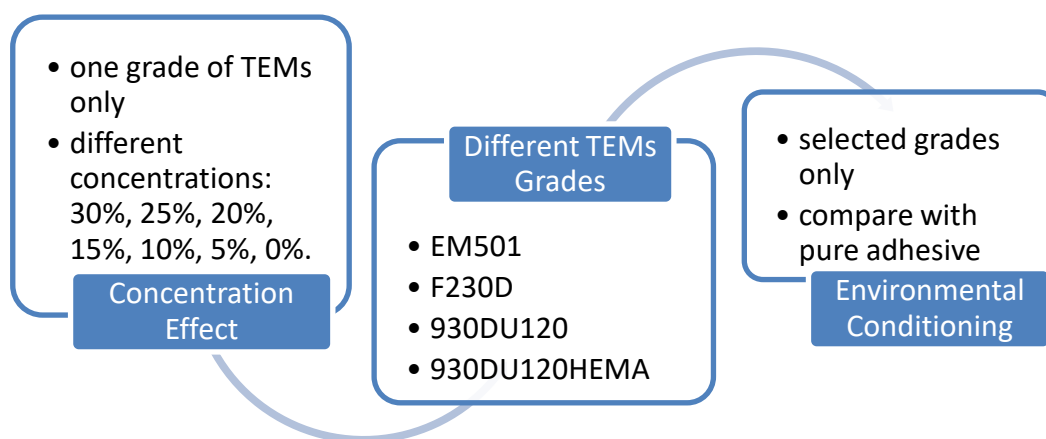 • one grade of TEMs
only
• different
concentrations:
30%, 25%, 20%,
15%, 10%, 5%, 0%.
Concentration
Effect
Different TEMs
Grades
• EM501
• F230D
• 930DU120
• 930DU120HEMA
• selected grades
only
• compare with
pure adhesive
Environmental
Conditioning